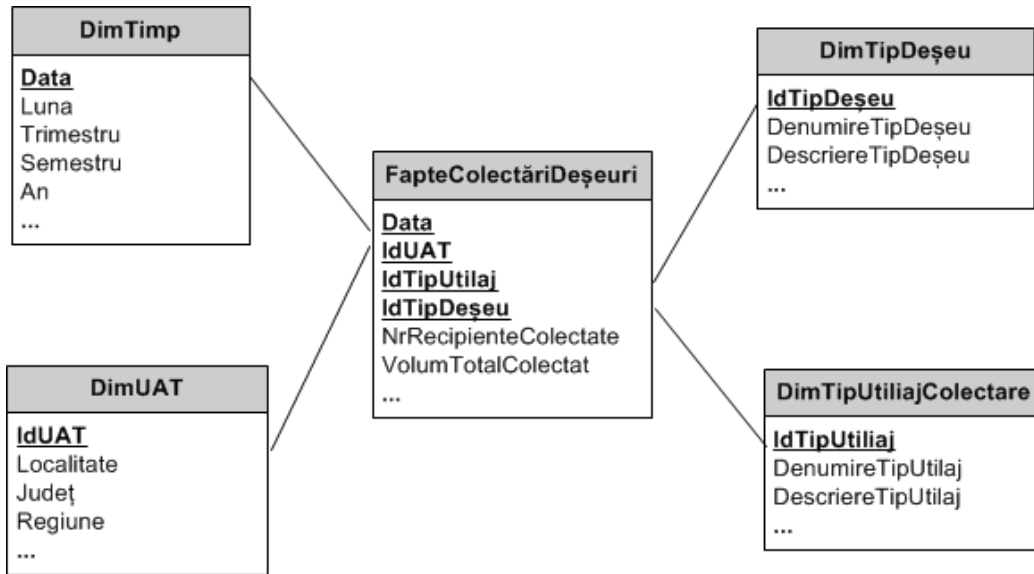 DimTimp
Data
Luna
Trimestru
Semestru
An
...
DimUAT
IdUAT
Localitate
Județ
Regiune
...
FapteColectăriDeșeuri
Data
IdUAT
IdTipUtilaj
IdTipDeșeu
NrRecipienteColectate
VolumTotalColectat
...
DimTipDeșeu
IdTipDeșeu
DenumireTipDeșeu
DescriereTipDeșeu
...
DimTipUtiliajColectare
IdTipUtiliaj
DenumireTipUtilaj
DescriereTipUtilaj
...